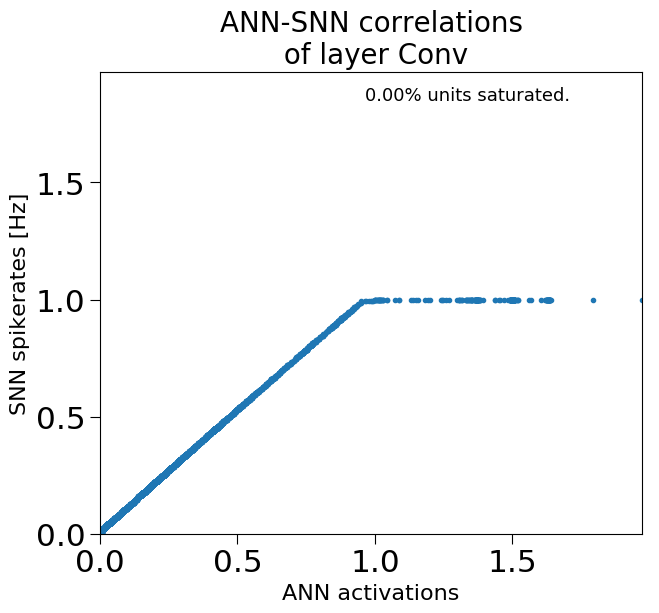 ANN-SNN correlations
of layer Conv
0.00% units saturated.
SNN spikerates [Hz]
1.5
1.0
0.5
0.0
0.0 0.5 1.0 1.5
ANN activations